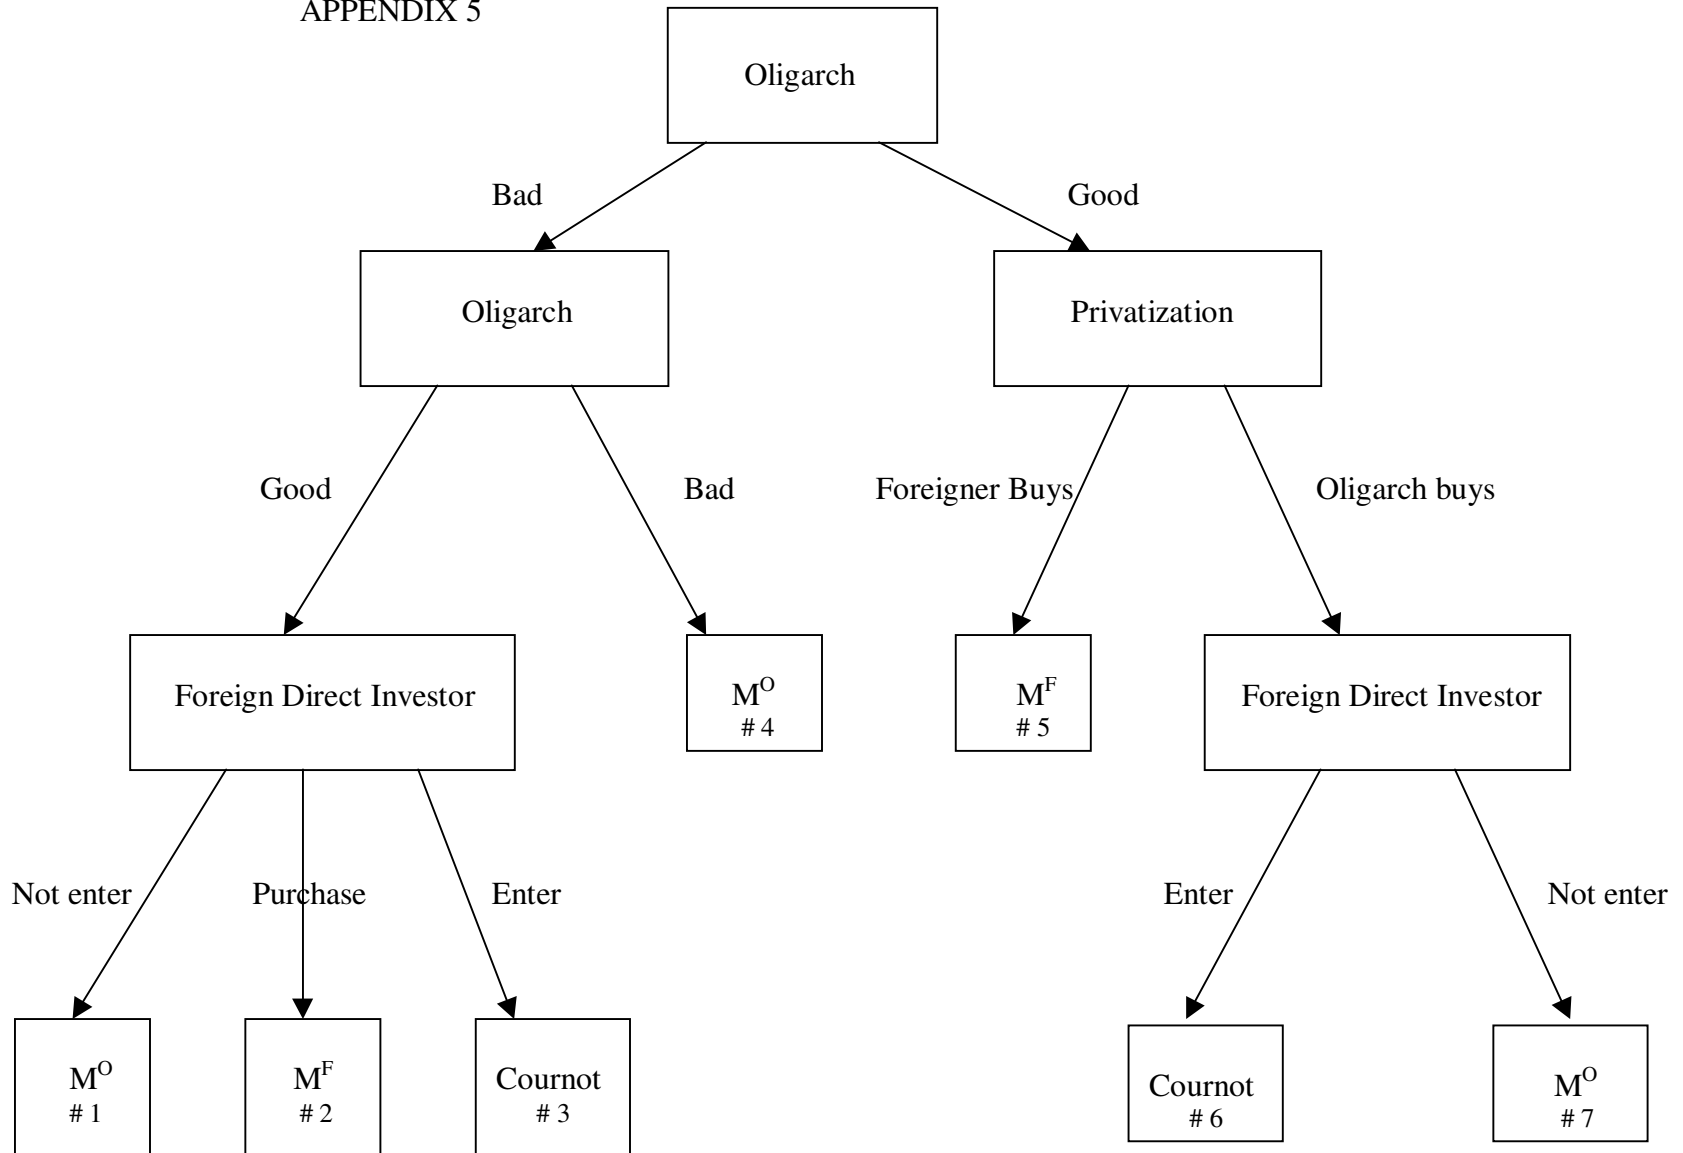 APPENDIX 5
Oligarch
Bad
Good
Oligarch
Privatization
Good
Bad
Foreigner Buys
Oligarch buys
Foreign Direct Investor
M^O
# 4
M^F
# 5
Foreign Direct Investor
Not enter
Purchase
Enter
Enter
Not enter
M^O
# 1
M^F
# 2
Cournot
# 3
Cournot
# 6
M^O
# 7